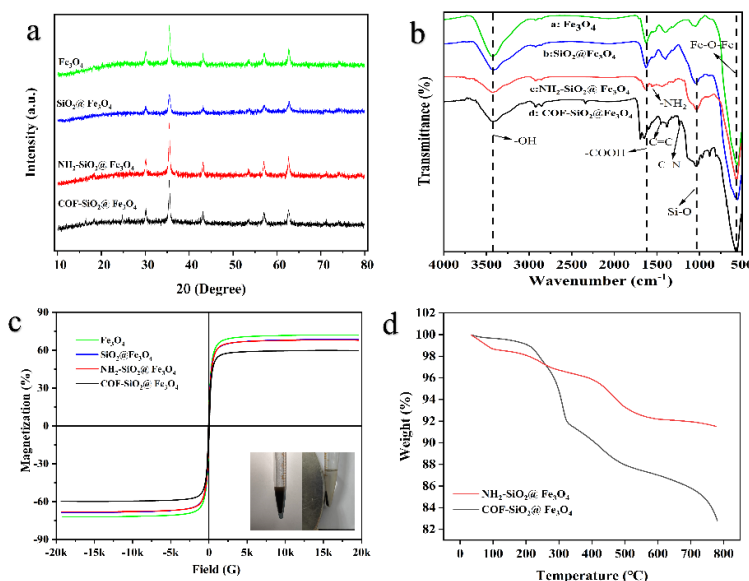 a
Fe₃O₄
SiO₂@ Fe₃O₄
NH₂-SiO₂@ Fe₃O₄
COF-SiO₂@ Fe₃O₄
Intensity (a.u.)
10 20 30 40 50 60 70 80
2θ (Degree)
b
a: Fe₃O₄
b:SiO₂@Fe₃O₄
c:NH₂-SiO₂@ Fe₃O₄
d: COF-SiO₂@Fe₃O₄
Fe-O-Fe
-NH₂
-OH
-COOH
C=C
C N
Si-O
Transmittance (%)
4000 3500 3000 2500 2000 1500 1000 500
Wavenumber (cm⁻¹)
c
Fe₃O₄
SiO₂@Fe₃O₄
NH₂-SiO₂@ Fe₃O₄
COF-SiO₂@ Fe₃O₄
Magnetization (%)
90
60
30
0
-30
-60
-90
-20k -15k -10k -5k 0 5k 10k 15k 20k
Field (G)
d
100
98
96
94
92
90
88
86
84
82
Weight (%)
NH₂-SiO₂@ Fe₃O₄
COF-SiO₂@ Fe₃O₄
0 100 200 300 400 500 600 700 800
Temperature (℃)